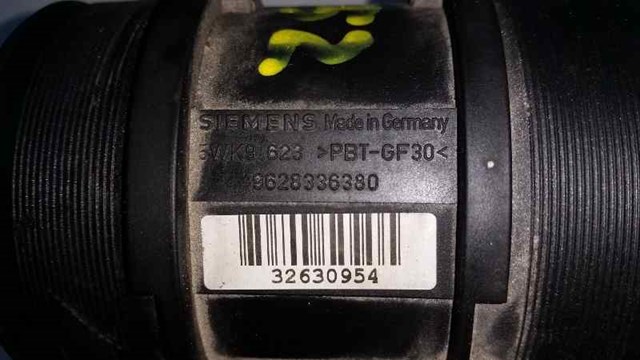 SIEMENS Made in Germany
5WK9 623 >PBT-GF30<
9628336380
32630954